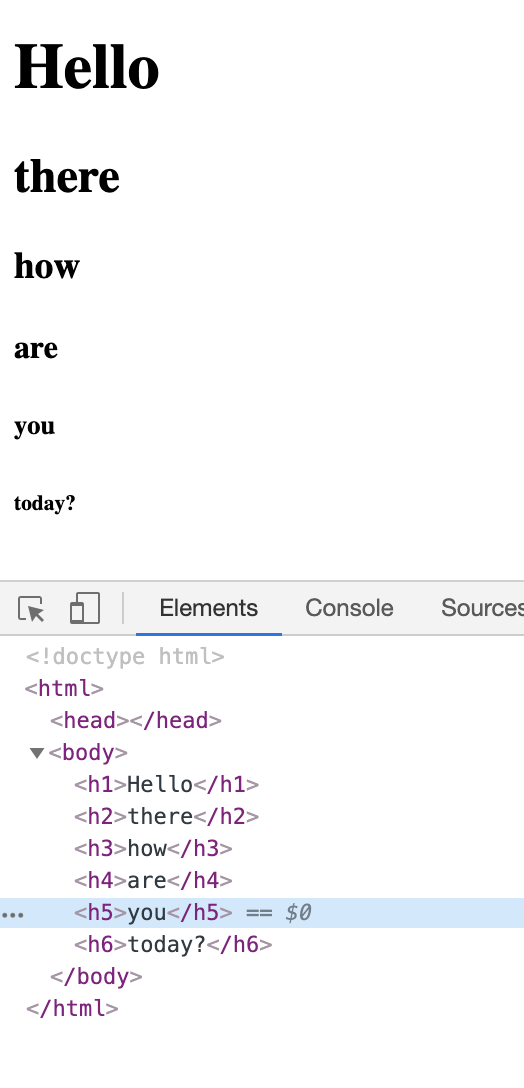 Hello
there
how
are
you
today?
Elements Console Sources
<!doctype html>
<html>
<head></head>
<body>
<h1>Hello</h1>
<h2>there</h2>
<h3>how</h3>
<h4>are</h4>
... <h5>you</h5> == $0
<h6>today?</h6>
</body>
</html>